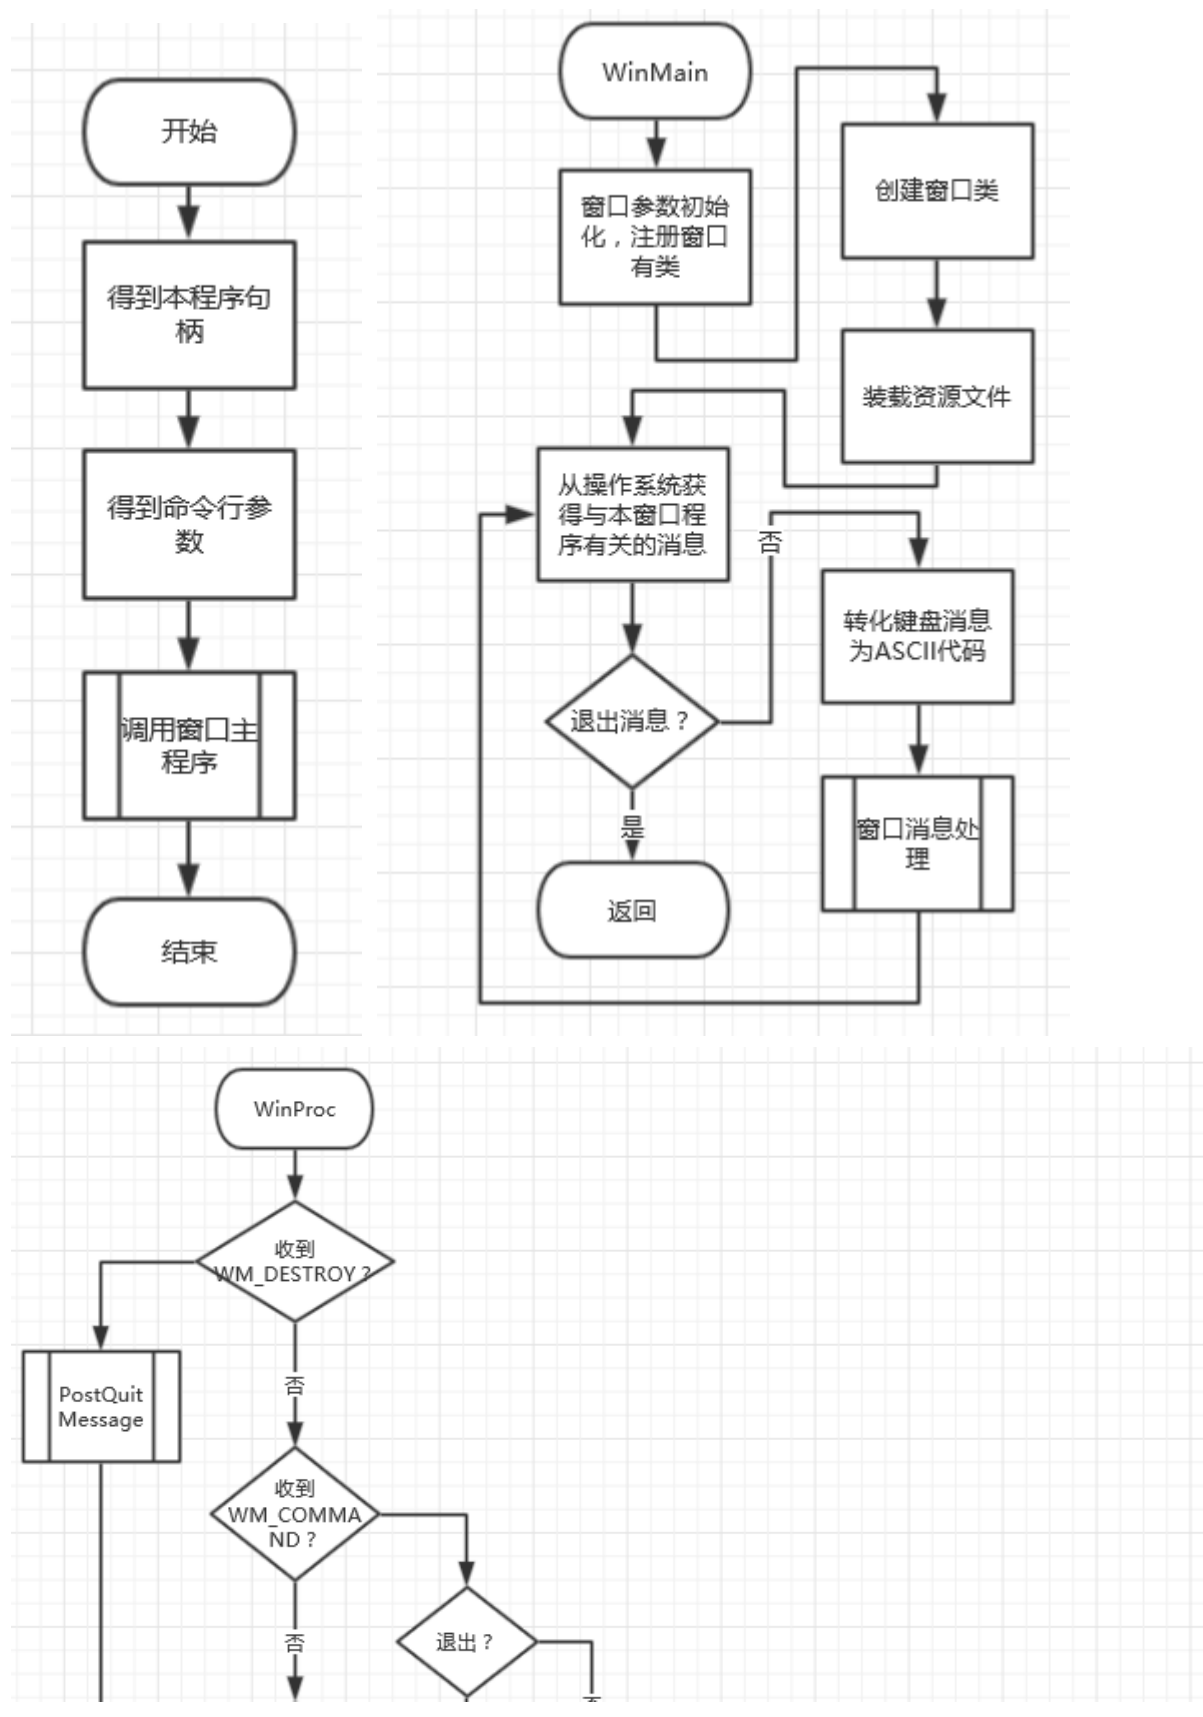 开始
得到本程序句
柄
得到命令行参
数
调用窗口主
程序
结束
WinMain
窗口参数初始
化，注册窗口
有类
创建窗口类
装载资源文件
从操作系统获
得与本窗口程
序有关的消息
否
退出消息？
转化键盘消息
为ASCII代码
窗口消息处
理
是
返回
WinProc
收到
WM_DESTROY？
PostQuit
Message
否
收到
WM_COMMA
ND？
否
退出？